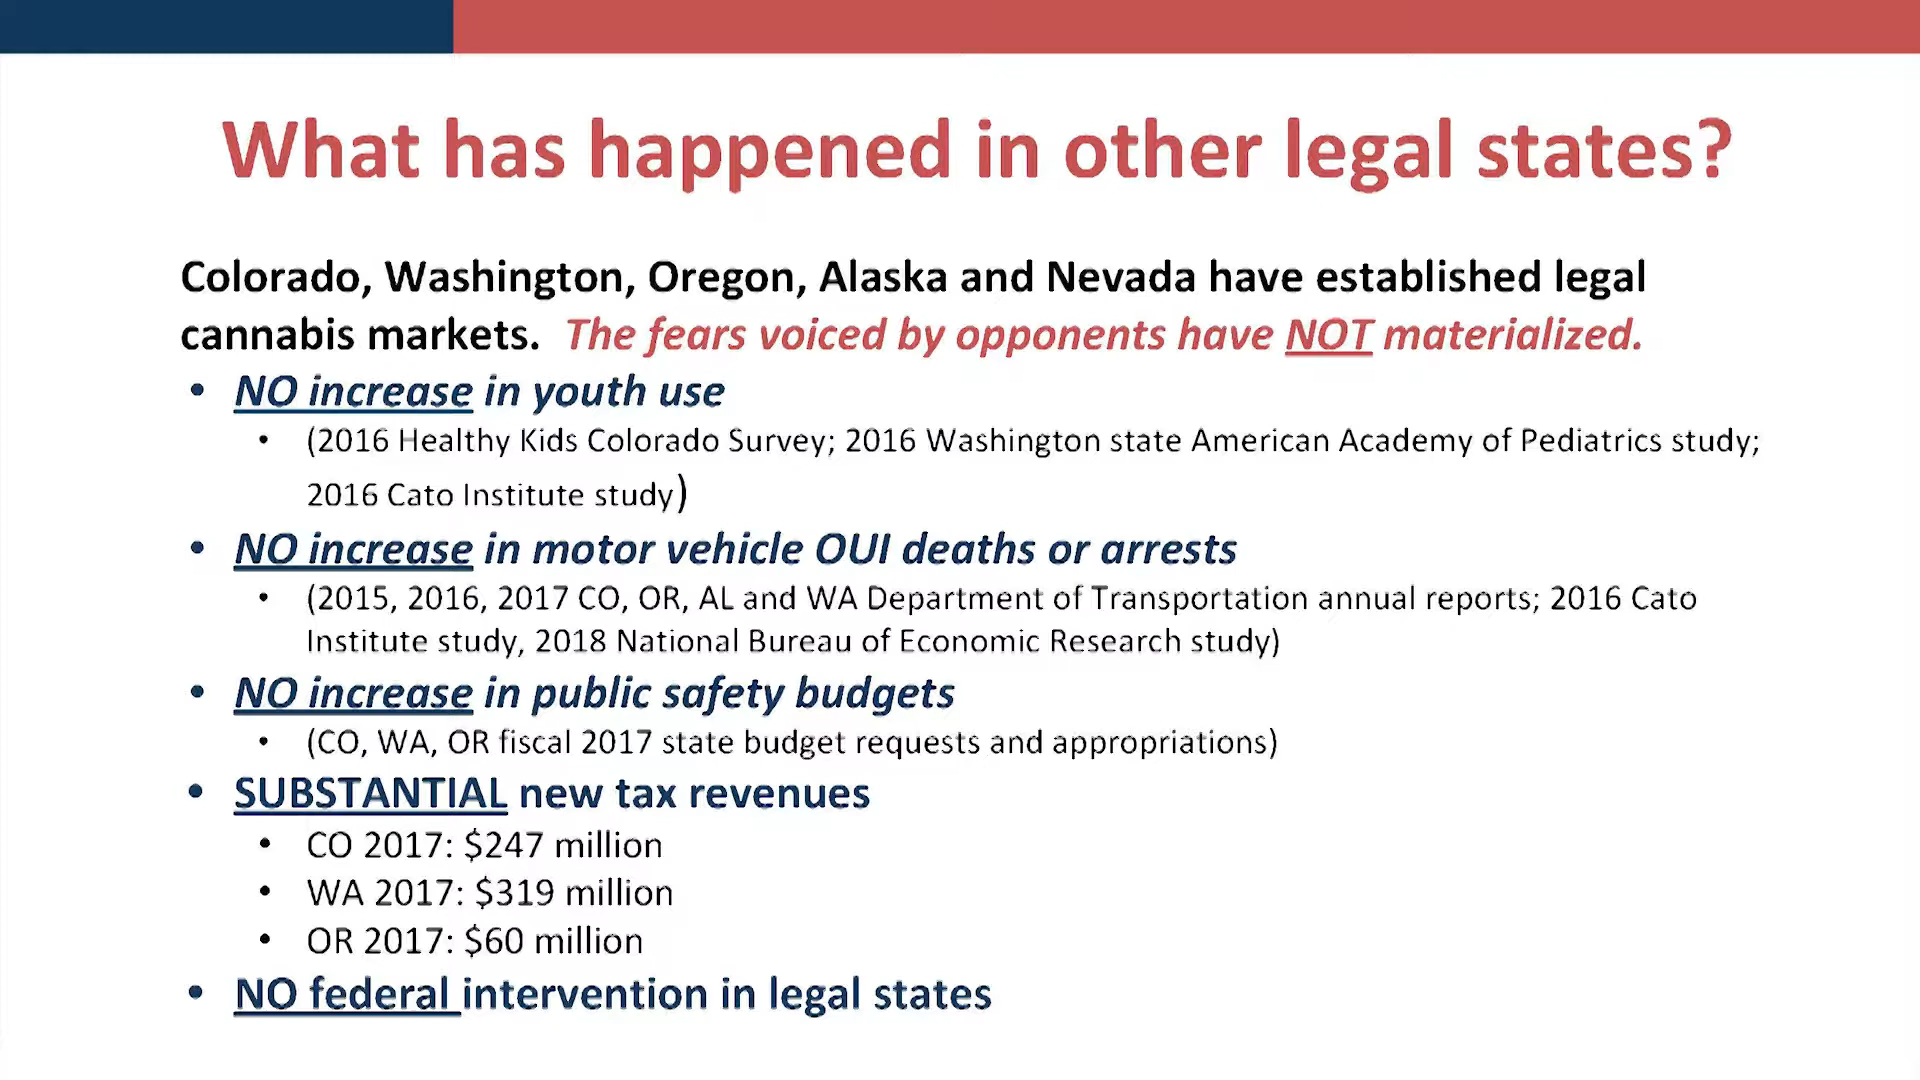 What has happened in other legal states?
Colorado, Washington, Oregon, Alaska and Nevada have established legal
cannabis markets. The fears voiced by opponents have NOT materialized.
• NO increase in youth use
• (2016 Healthy Kids Colorado Survey; 2016 Washington state American Academy of Pediatrics study;
2016 Cato Institute study)
• NO increase in motor vehicle OUI deaths or arrests
• (2015, 2016, 2017 CO, OR, AL and WA Department of Transportation annual reports; 2016 Cato
Institute study, 2018 National Bureau of Economic Research study)
• NO increase in public safety budgets
• (CO, WA, OR fiscal 2017 state budget requests and appropriations)
• SUBSTANTIAL new tax revenues
• CO 2017: $247 million
• WA 2017: $319 million
• OR 2017: $60 million
• NO federal intervention in legal states